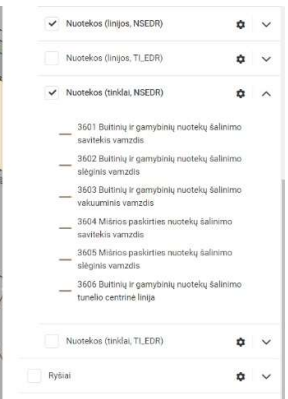 Nuotekos (linijos, NSEDR)
Nuotekos (linijos, TI_EDR)
Nuotekos (tinklai, NSEDR)
3601 Buitinių ir gamybinių nuotekų šalinimo
savitėkis vamzdis
3602 Buitinių ir gamybinių nuotekų šalinimo
slėginis vamzdis
3603 Buitinių ir gamybinių nuotekų šalinimo
vakuuminis vamzdis
3604 Mišrios paskirties nuotekų šalinimo
savitėkis vamzdis
3605 Mišrios paskirties nuotekų šalinimo
slėginis vamzdis
3606 Buitinių ir gamybinių nuotekų šalinimo
tunelio centrinė linija
Nuotekos (tinklai, TI_EDR)
Ryšiai